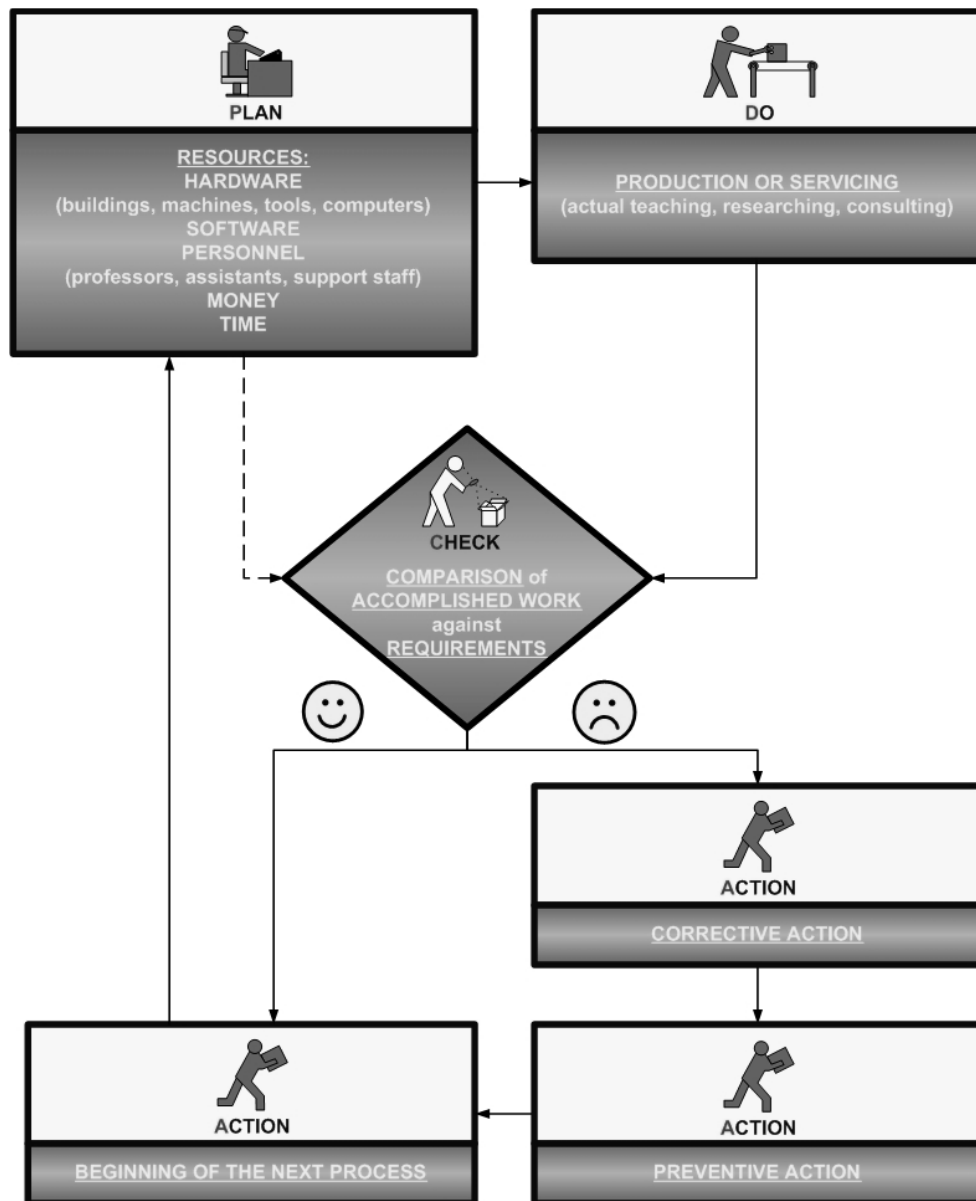 PLAN
RESOURCES:
HARDWARE
(buildings, machines, tools, computers)
SOFTWARE
PERSONNEL
(professors, assistants, support staff)
MONEY
TIME
DO
PRODUCTION OR SERVICING
(actual teaching, researching, consulting)
CHECK
COMPARISON of
ACCOMPLISHED WORK
against
REQUIREMENTS
ACTION
CORRECTIVE ACTION
ACTION
PREVENTIVE ACTION
ACTION
BEGINNING OF THE NEXT PROCESS